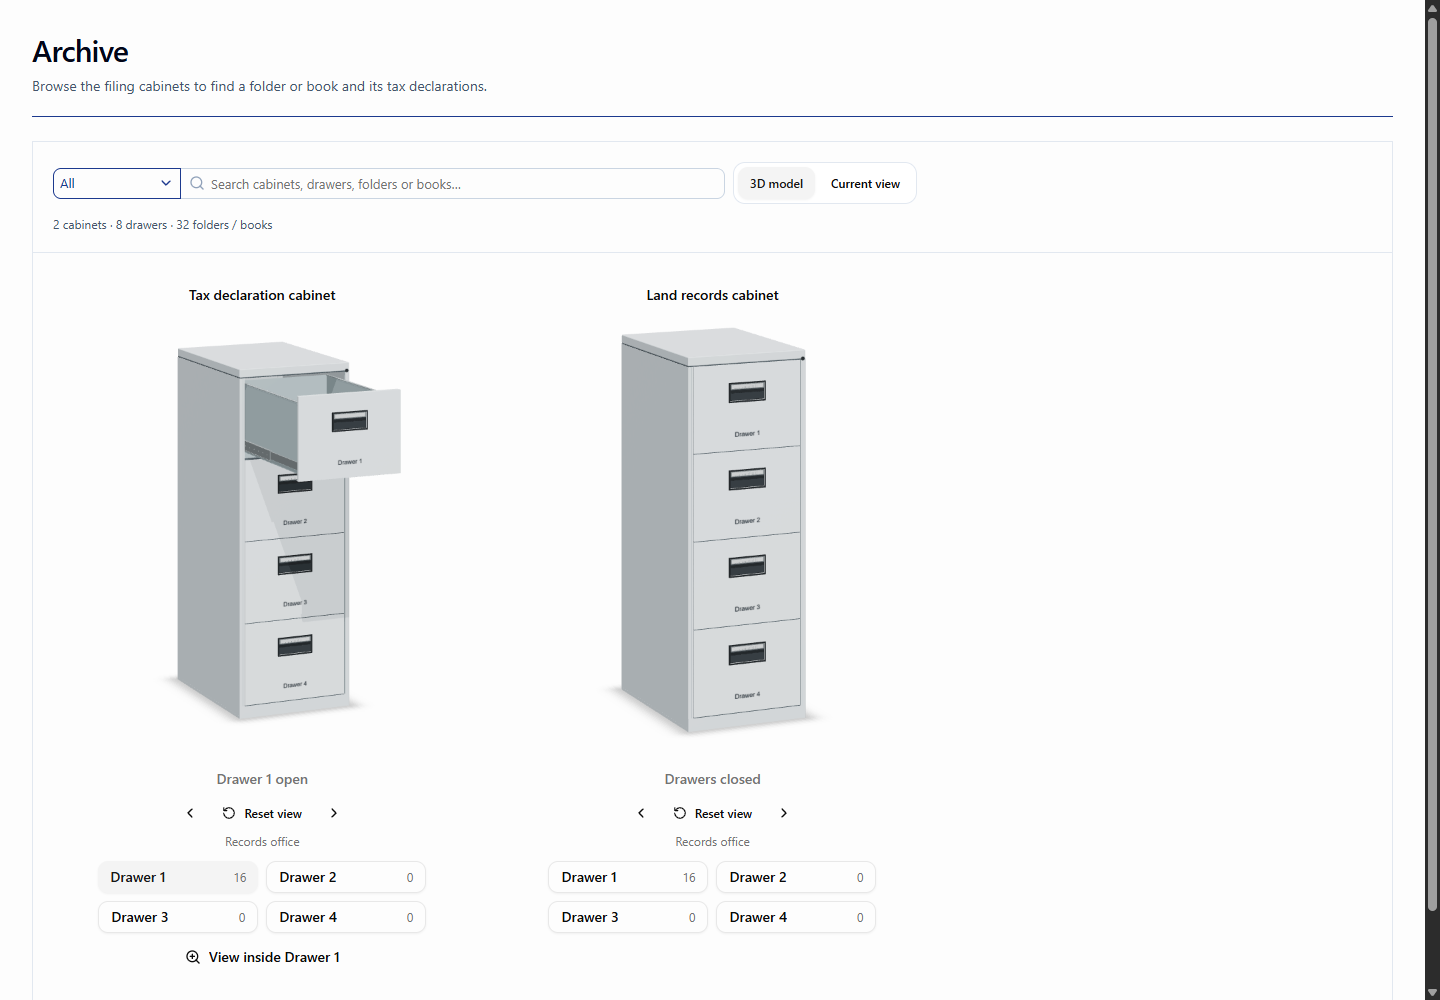 Archive
Browse the filing cabinets to find a folder or book and its tax declarations.
All
Search cabinets, drawers, folders or books...
3D model
Current view
2 cabinets · 8 drawers · 32 folders / books
Tax declaration cabinet
Drawer 1
Drawer 2
Drawer 3
Drawer 4
Drawer 1 open
Reset view
Records office
Drawer 1 16
Drawer 2 0
Drawer 3 0
Drawer 4 0
View inside Drawer 1
Land records cabinet
Drawer 1
Drawer 2
Drawer 3
Drawer 4
Drawers closed
Reset view
Records office
Drawer 1 16
Drawer 2 0
Drawer 3 0
Drawer 4 0